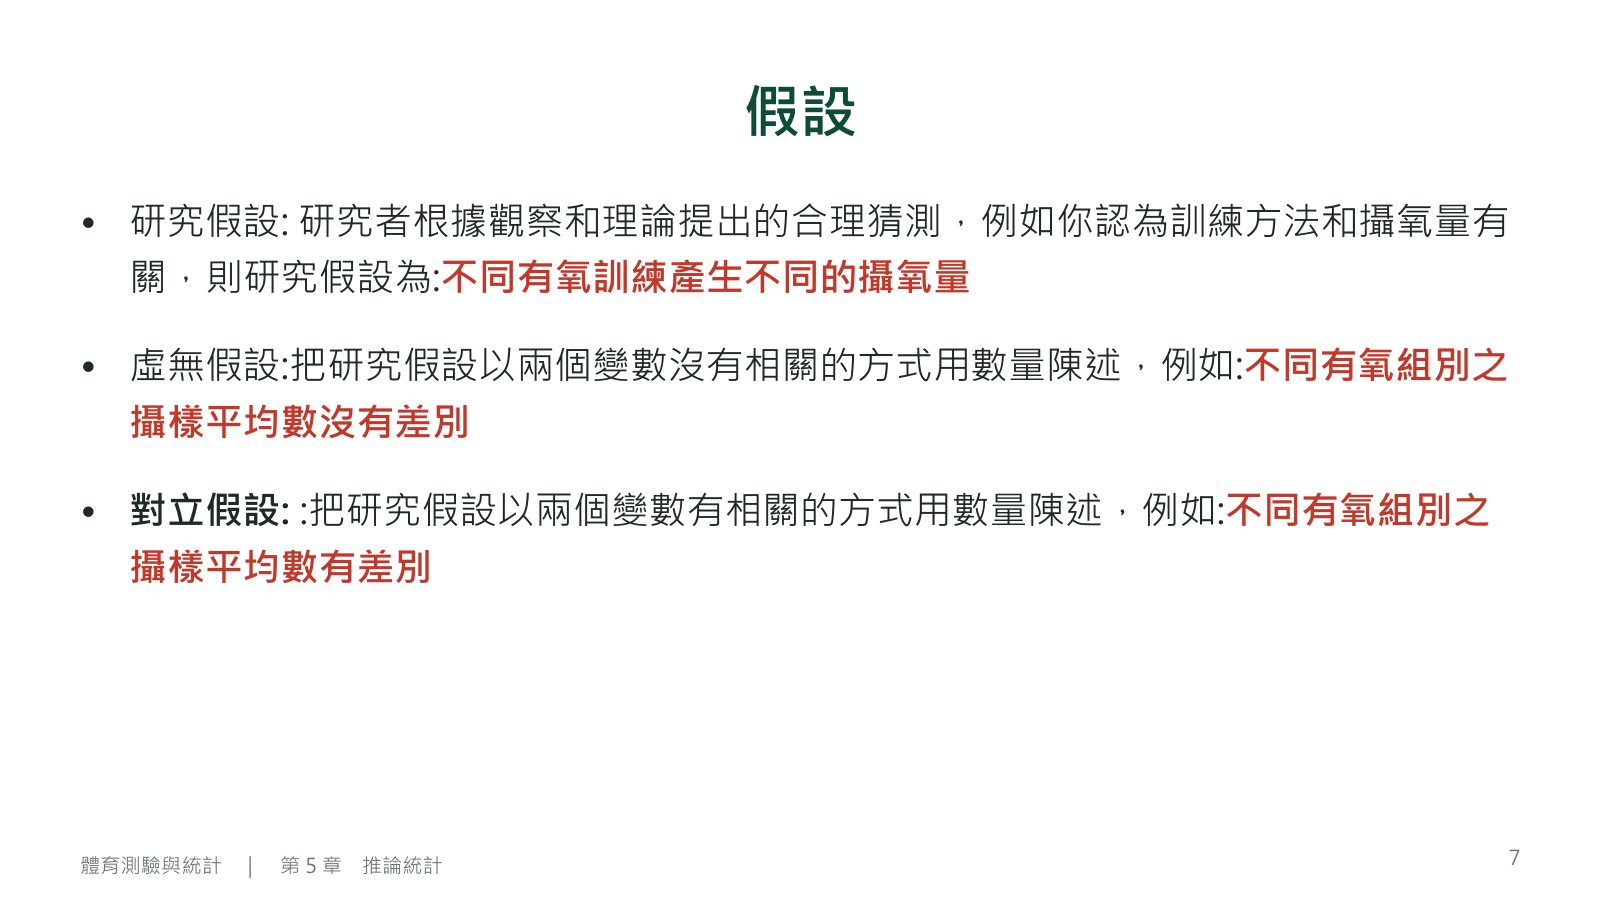 假設
• 研究假設: 研究者根據觀察和理論提出的合理猜測，例如你認為訓練方法和攝氧量有
關，則研究假設為:不同有氧訓練產生不同的攝氧量
• 虛無假設:把研究假設以兩個變數沒有相關的方式用數量陳述，例如:不同有氧組別之
攝樣平均數沒有差別
• 對立假設: :把研究假設以兩個變數有相關的方式用數量陳述，例如:不同有氧組別之
攝樣平均數有差別
體育測驗與統計 | 第 5 章 推論統計
7